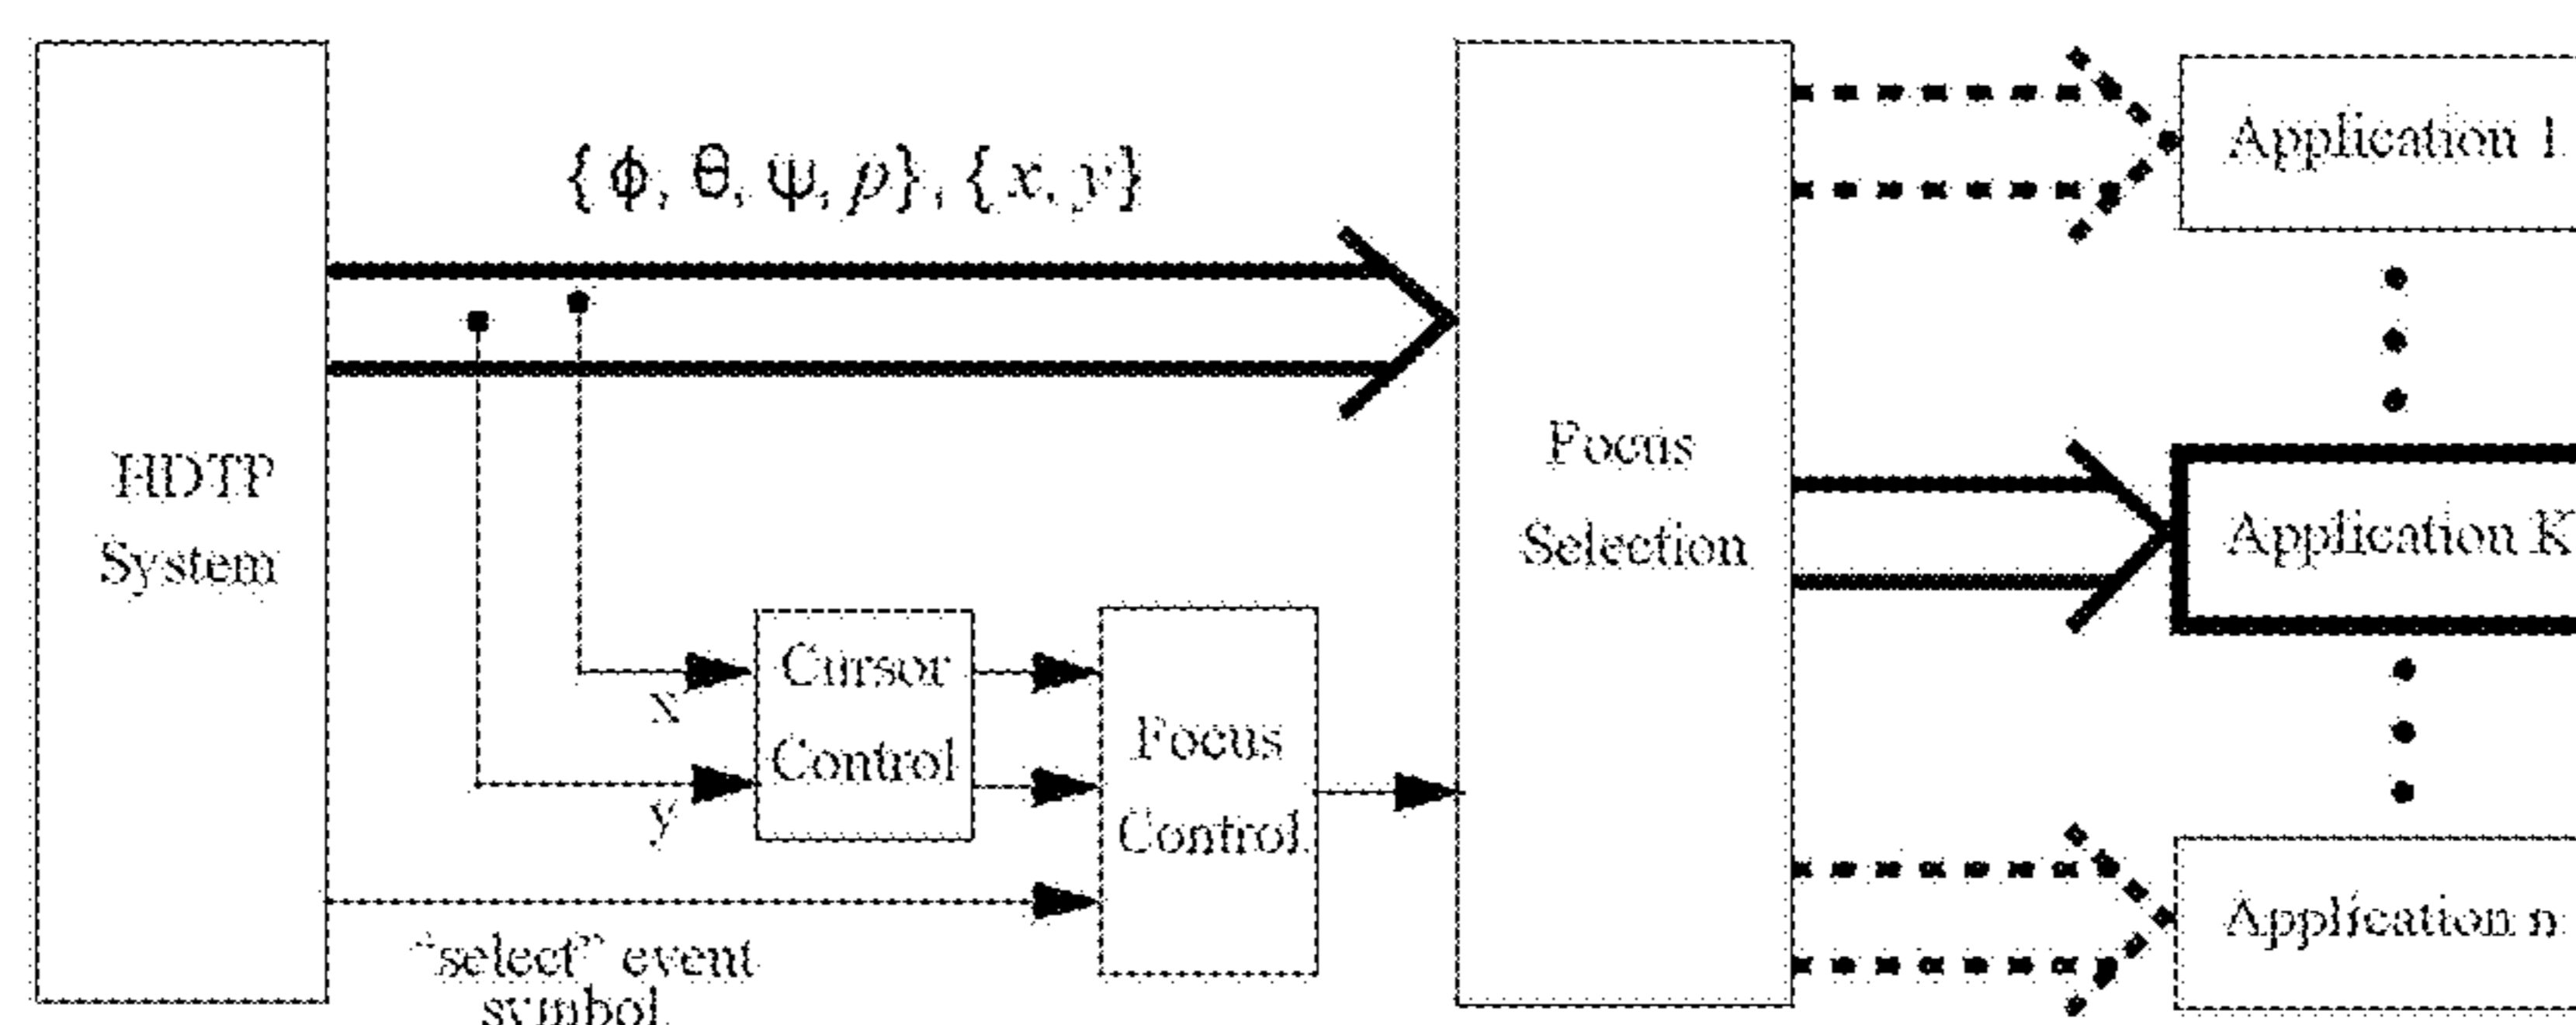 {ϕ, θ, ψ, p}, {x, y}
HDTP
System
x
y
"select" event
symbol
Cursor
Control
Focus
Control
Focus
Selection
Application 1
Application K
Application n